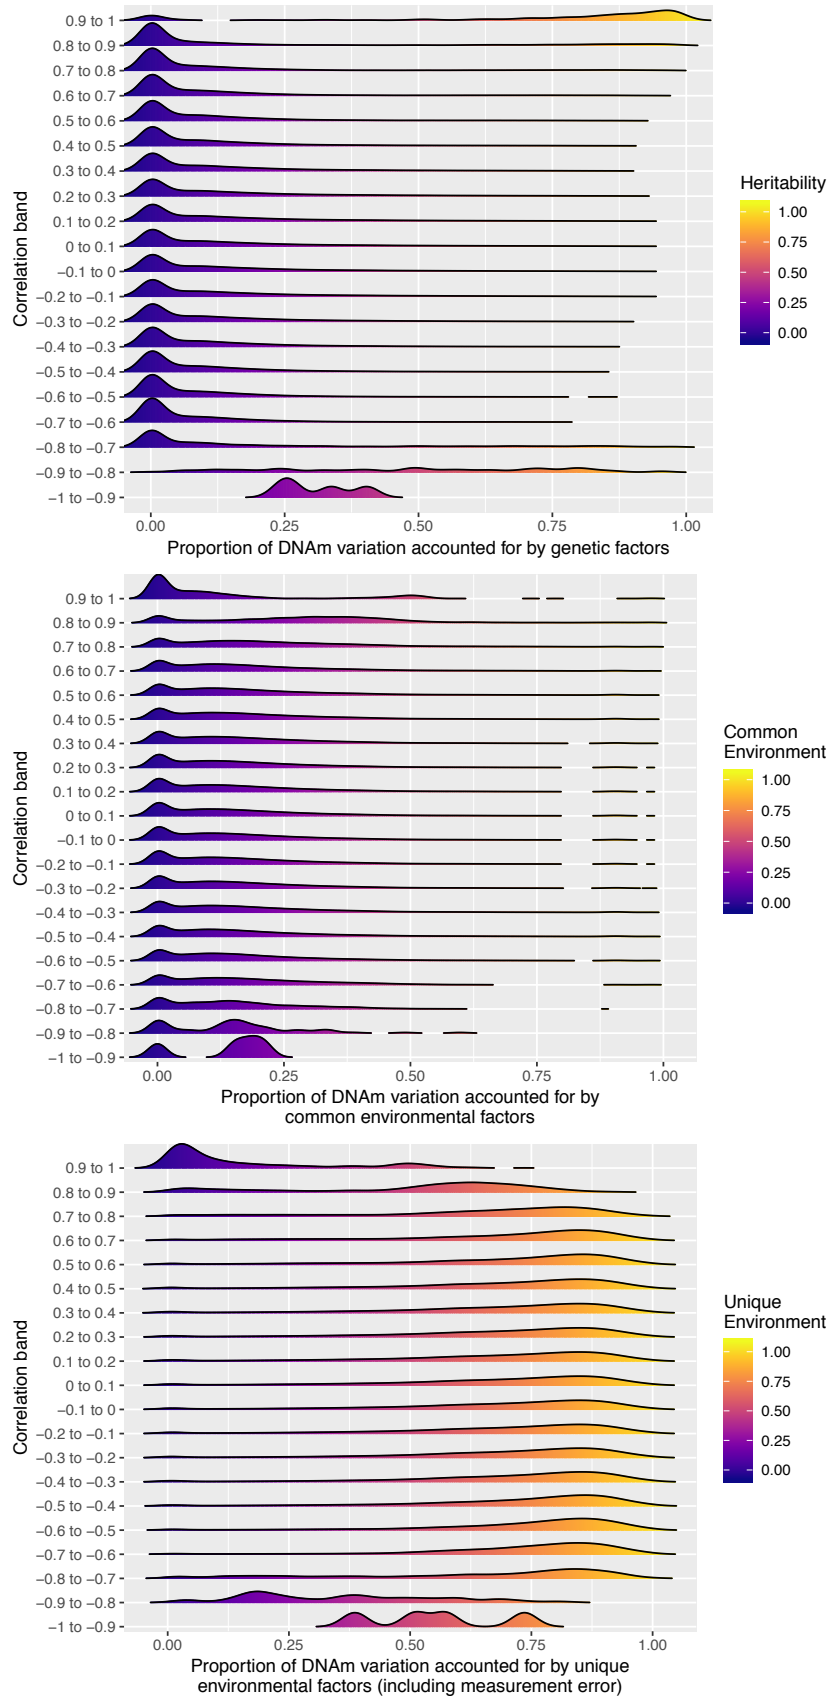 0.9 to 1
0.8 to 0.9
0.7 to 0.8
0.6 to 0.7
0.5 to 0.6
0.4 to 0.5
0.3 to 0.4
0.2 to 0.3
0.1 to 0.2
0 to 0.1
−0.1 to 0
−0.2 to −0.1
−0.3 to −0.2
−0.4 to −0.3
−0.5 to −0.4
−0.6 to −0.5
−0.7 to −0.6
−0.8 to −0.7
−0.9 to −0.8
−1 to −0.9
Correlation band
0.00 0.25 0.50 0.75 1.00
Proportion of DNAm variation accounted for by genetic factors
Heritability
1.00
0.75
0.50
0.25
0.00
0.9 to 1
0.8 to 0.9
0.7 to 0.8
0.6 to 0.7
0.5 to 0.6
0.4 to 0.5
0.3 to 0.4
0.2 to 0.3
0.1 to 0.2
0 to 0.1
−0.1 to 0
−0.2 to −0.1
−0.3 to −0.2
−0.4 to −0.3
−0.5 to −0.4
−0.6 to −0.5
−0.7 to −0.6
−0.8 to −0.7
−0.9 to −0.8
−1 to −0.9
Correlation band
0.00 0.25 0.50 0.75 1.00
Proportion of DNAm variation accounted for by
common environmental factors
Common
Environment
1.00
0.75
0.50
0.25
0.00
0.9 to 1
0.8 to 0.9
0.7 to 0.8
0.6 to 0.7
0.5 to 0.6
0.4 to 0.5
0.3 to 0.4
0.2 to 0.3
0.1 to 0.2
0 to 0.1
−0.1 to 0
−0.2 to −0.1
−0.3 to −0.2
−0.4 to −0.3
−0.5 to −0.4
−0.6 to −0.5
−0.7 to −0.6
−0.8 to −0.7
−0.9 to −0.8
−1 to −0.9
Correlation band
0.00 0.25 0.50 0.75 1.00
Proportion of DNAm variation accounted for by unique
environmental factors (including measurement error)
Unique
Environment
1.00
0.75
0.50
0.25
0.00